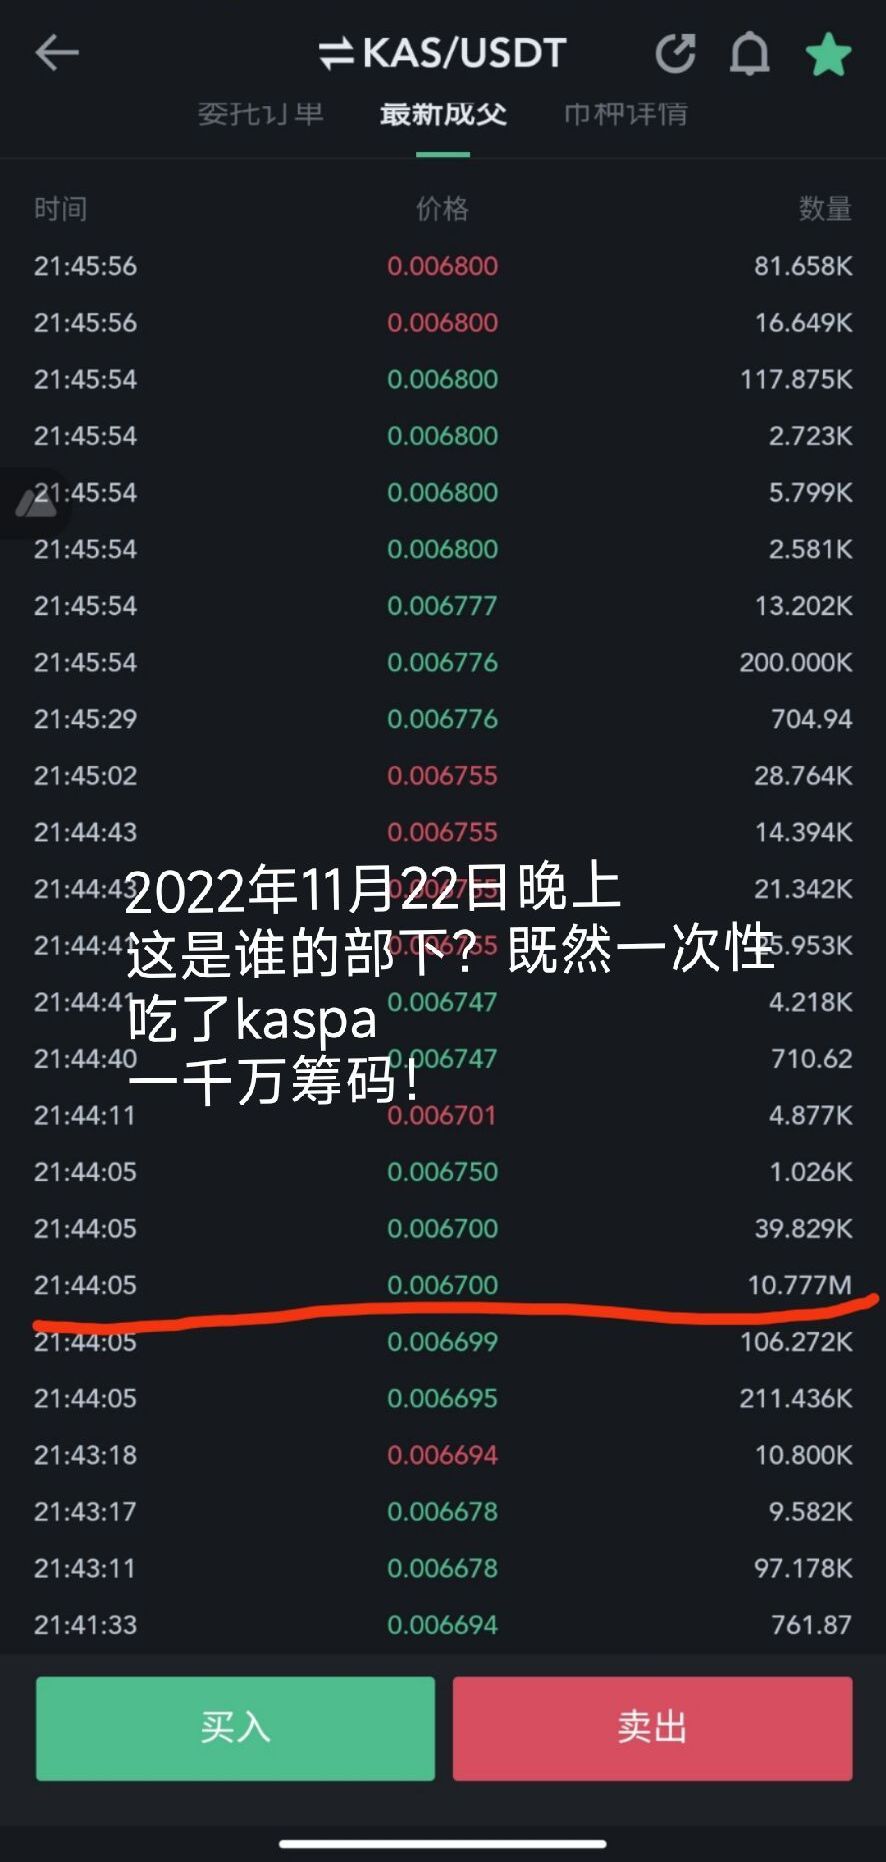 KAS/USDT
委托订单 最新成交 币种详情
时间 价格 数量
21:45:56 0.006800 81.658K
21:45:56 0.006800 16.649K
21:45:54 0.006800 117.875K
21:45:54 0.006800 2.723K
21:45:54 0.006800 5.799K
21:45:54 0.006800 2.581K
21:45:54 0.006777 13.202K
21:45:54 0.006776 200.000K
21:45:29 0.006776 704.94
21:45:02 0.006755 28.764K
21:44:43 0.006755 14.394K
21:44:43 0.006755 21.342K
21:44:41 0.006755
21:44:41 0.006747 4.218K
21:44:40 0.006747 710.62
21:44:11 0.006701 4.877K
21:44:05 0.006750 1.026K
21:44:05 0.006700 39.829K
21:44:05 0.006700 10.777M
21:44:05 0.006699 106.272K
21:44:05 0.006695 211.436K
21:43:18 0.006694 10.800K
21:43:17 0.006678 9.582K
21:43:11 0.006678 97.178K
21:41:33 0.006694 761.87
2022年11月22日晚上
这是谁的部下？既然一次性
吃了kaspa
一千万筹码！
买入 卖出